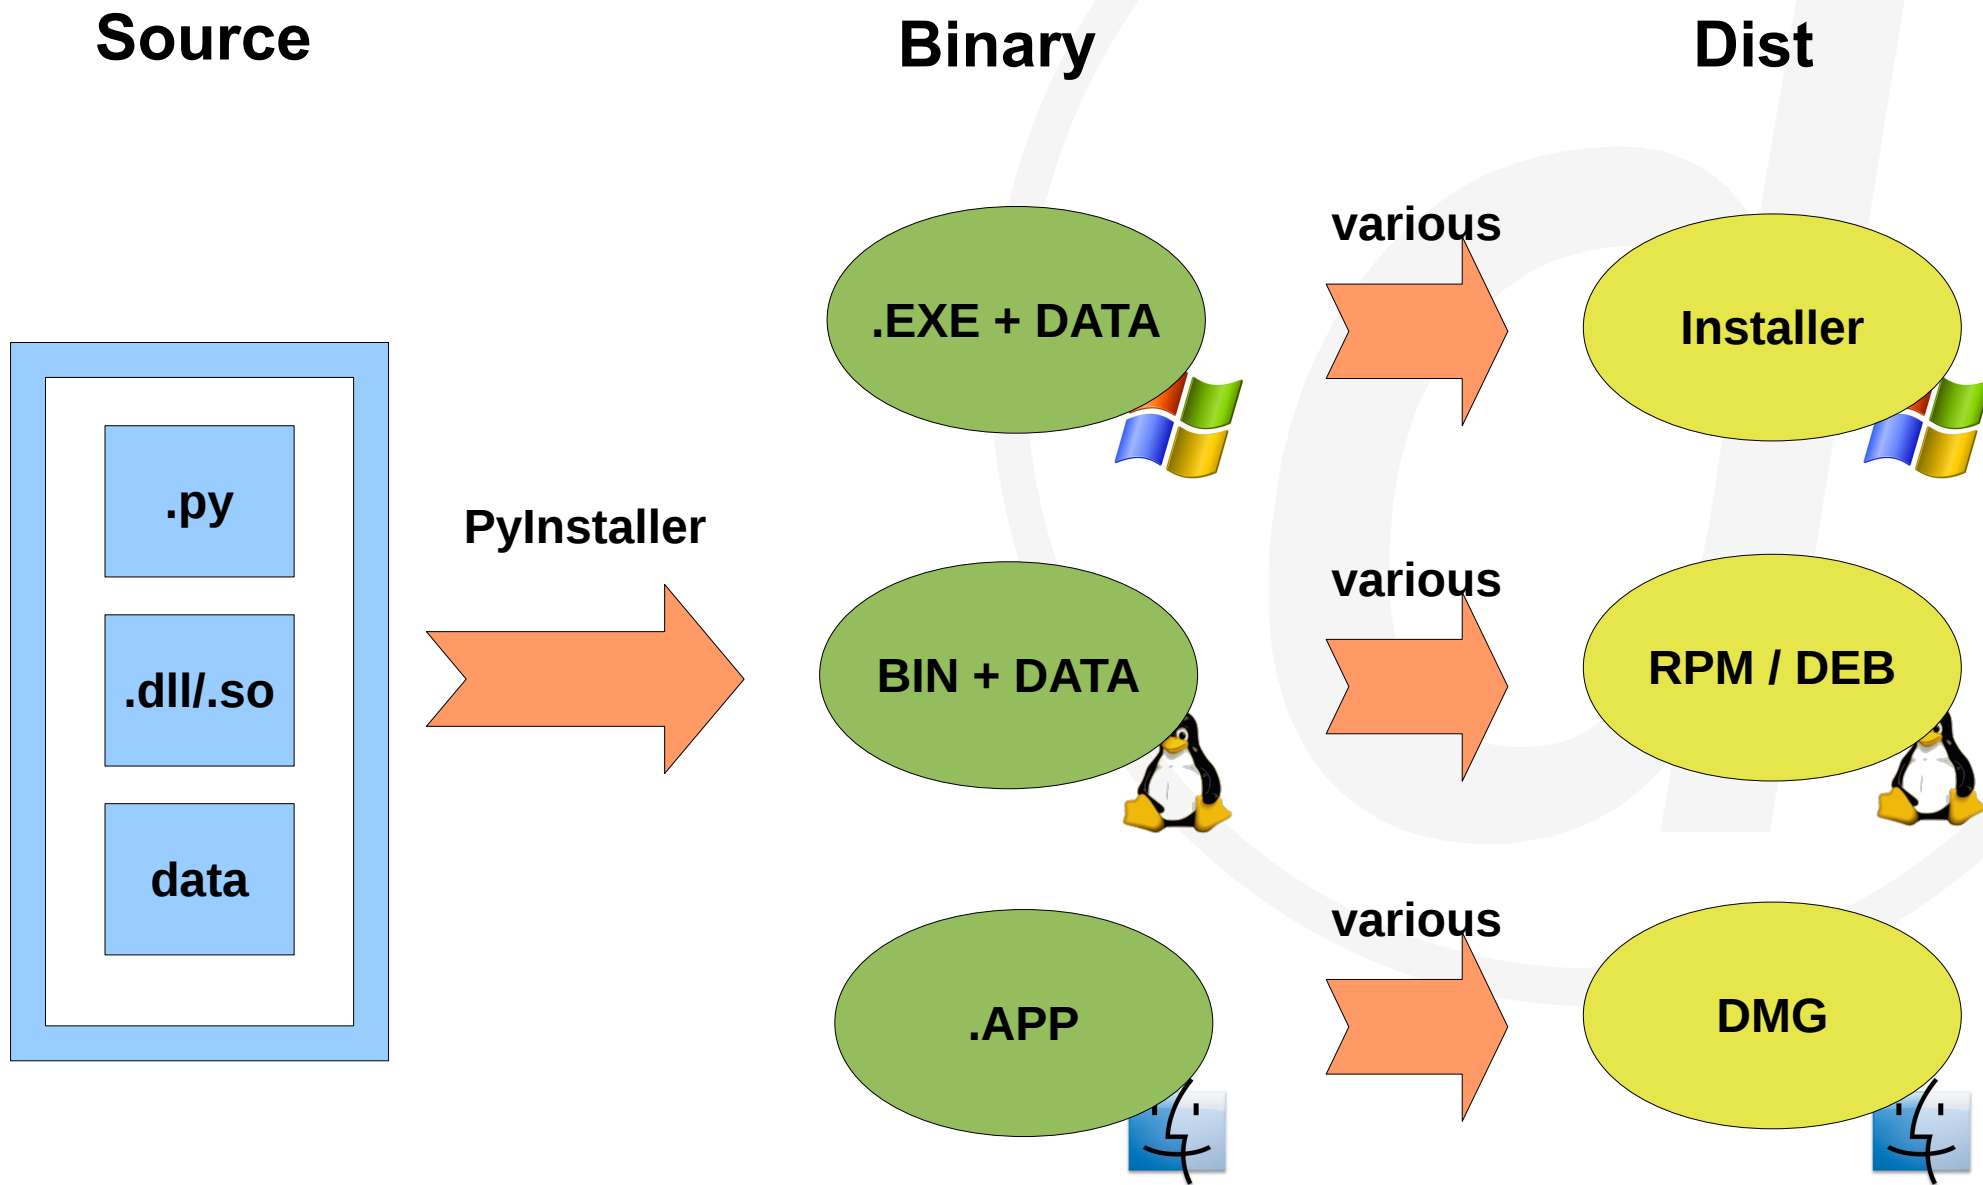 Source
Binary
Dist
.py
.dll/.so
data
PyInstaller
.EXE + DATA
various
Installer
BIN + DATA
various
RPM / DEB
.APP
various
DMG